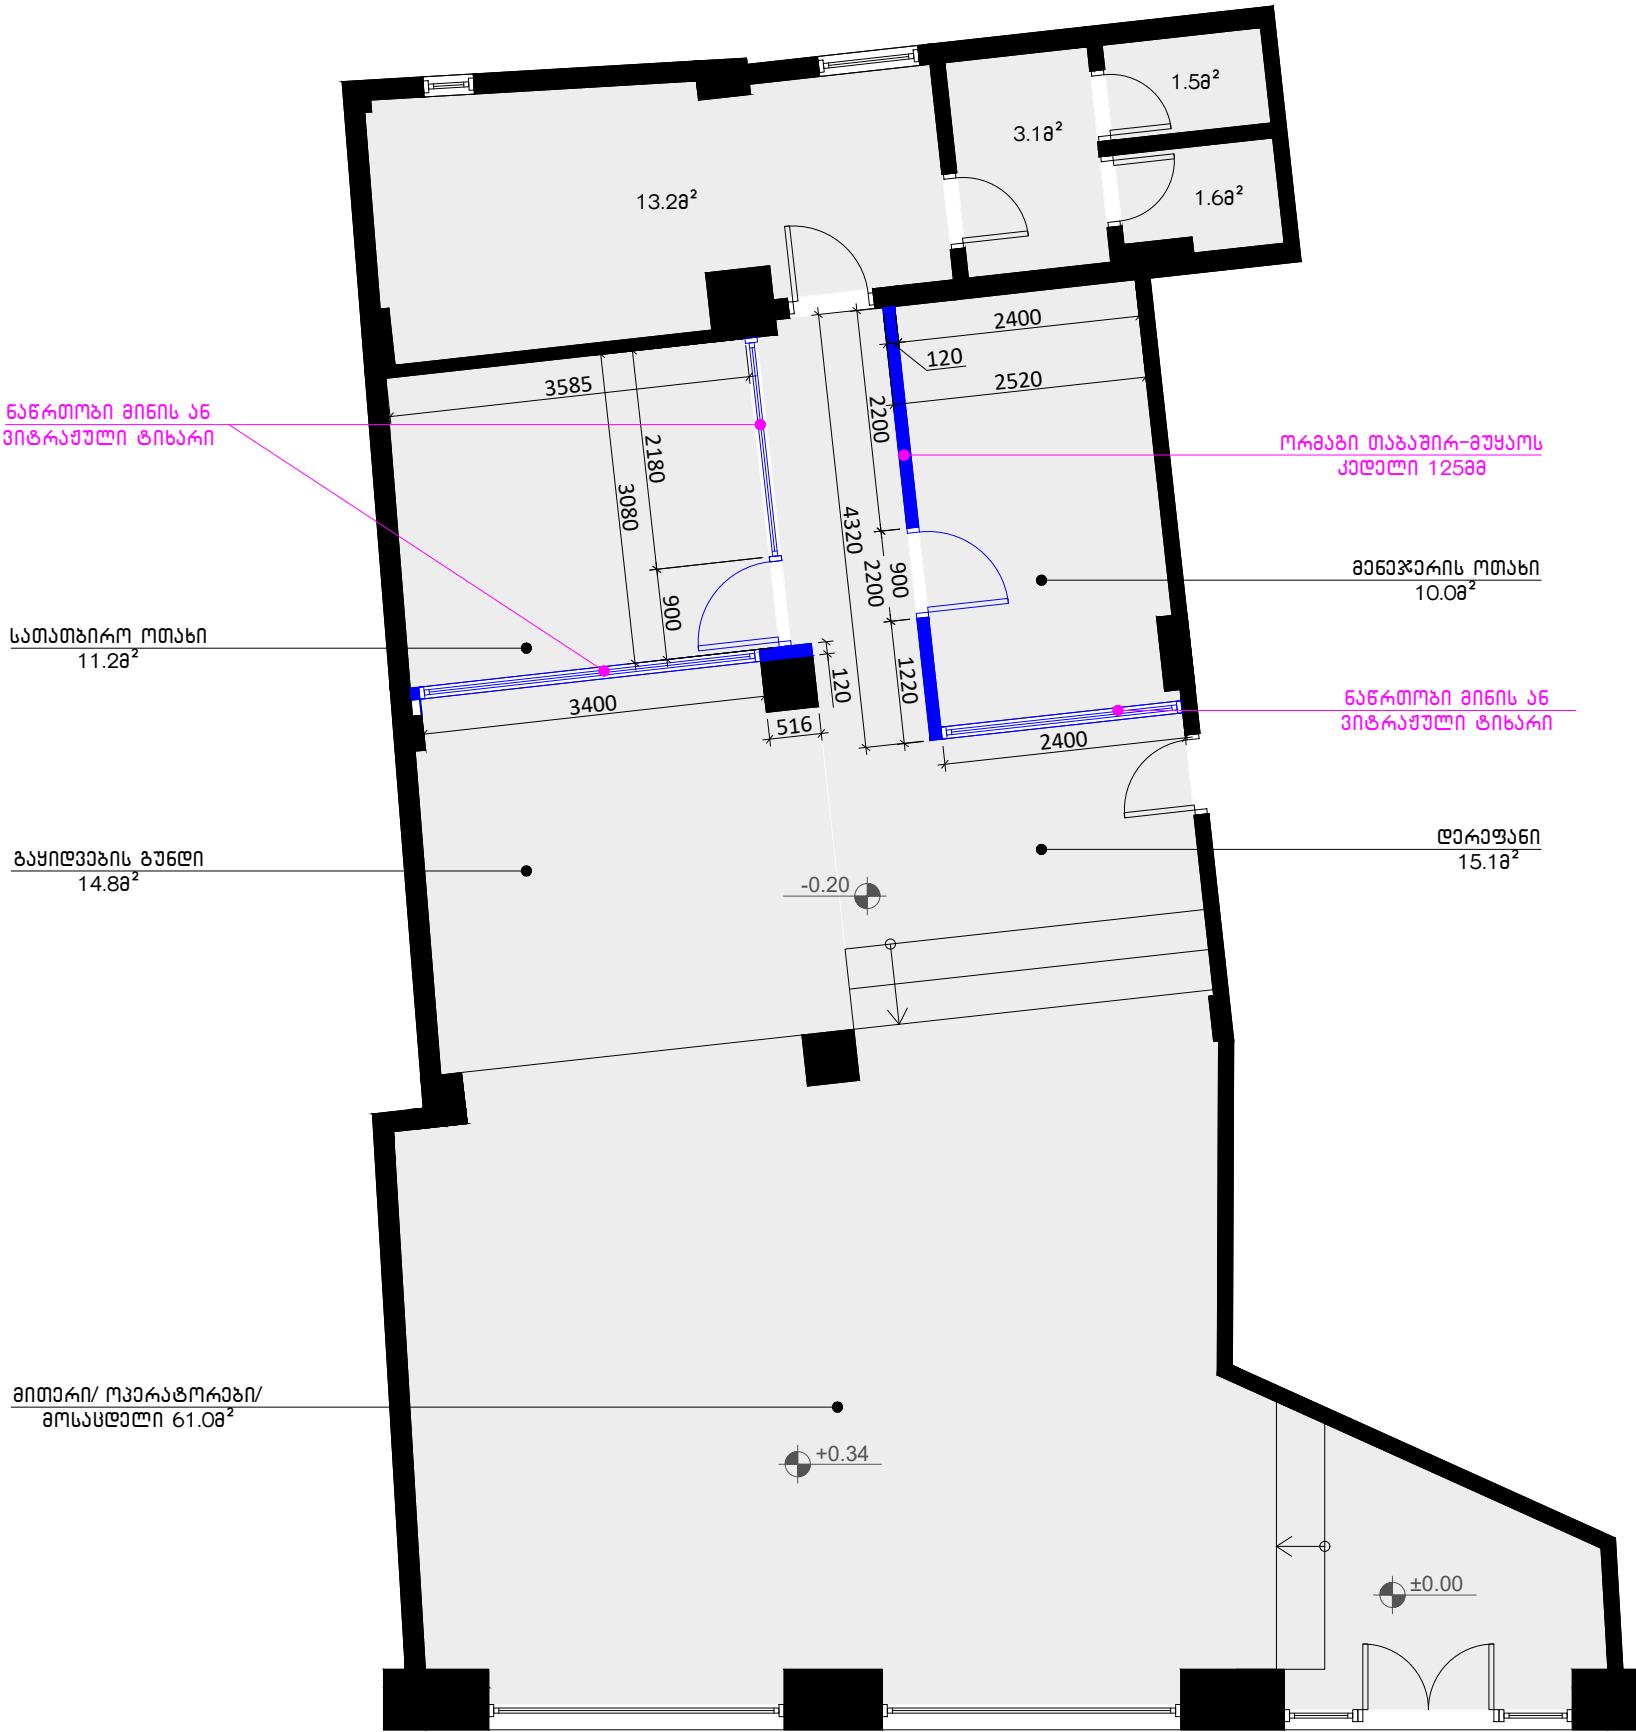 1.5მ²
3.1მ²
1.6მ²
13.2მ²
2400
120
2520
3585
ნაწრთობი მინის ან
ვიტრაჟული ტიხარი
2200
2180
3080
ორმაგი თაბაშირ-მუყაოს
კედელი 125მმ
4320
2200
900
900
მენეჯერის ოთახი
10.0მ²
სათათბირო ოთახი
11.2მ²
1220
120
3400
516
2400
ნაწრთობი მინის ან
ვიტრაჟული ტიხარი
გაყიდვების გუნდი
14.8მ²
დერეფანი
15.1მ²
-0.20
მითერი/ ოპერატორები/
მოსაცდელი 61.0მ²
+0.34
±0.00